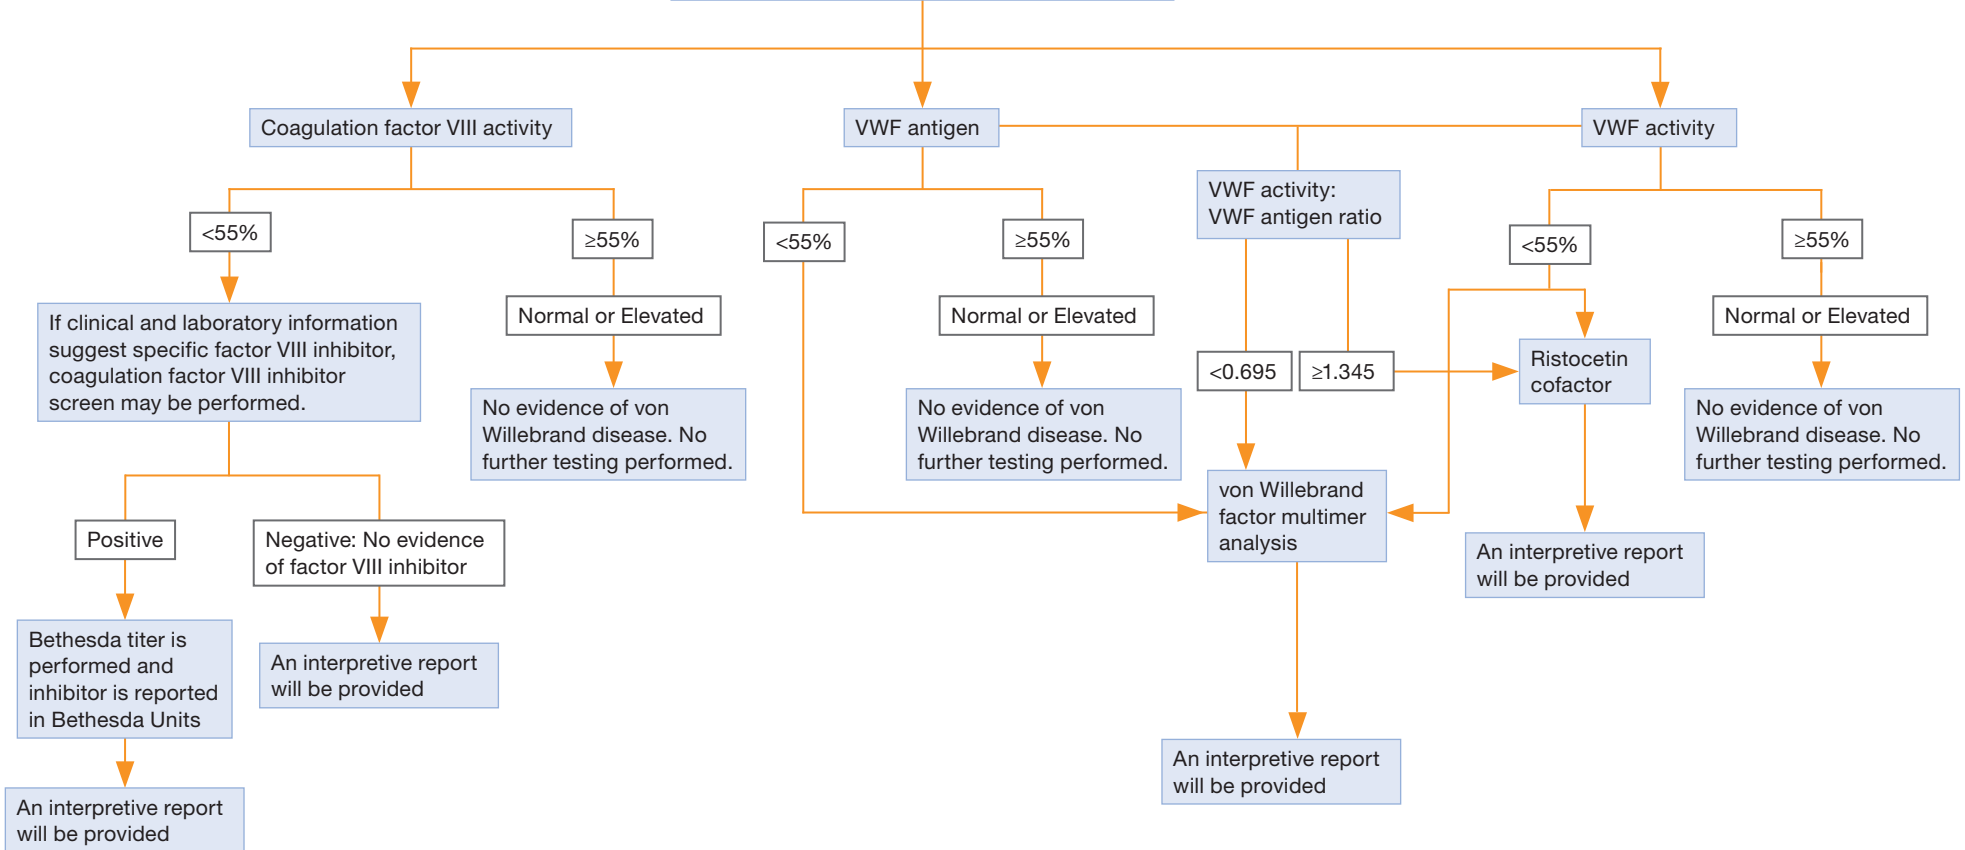 Coagulation factor VIII activity
VWF antigen
VWF activity
VWF activity:
VWF antigen ratio
<55%
≥55%
<55%
≥55%
<55%
≥55%
If clinical and laboratory information
suggest specific factor VIII inhibitor,
coagulation factor VIII inhibitor
screen may be performed.
Normal or Elevated
Normal or Elevated
Normal or Elevated
<0.695
≥1.345
Ristocetin
cofactor
No evidence of von
Willebrand disease. No
further testing performed.
No evidence of von
Willebrand disease. No
further testing performed.
No evidence of von
Willebrand disease. No
further testing performed.
von Willebrand
factor multimer
analysis
Positive
Negative: No evidence
of factor VIII inhibitor
An interpretive report
will be provided
Bethesda titer is
performed and
inhibitor is reported
in Bethesda Units
An interpretive report
will be provided
An interpretive report
will be provided
An interpretive report
will be provided